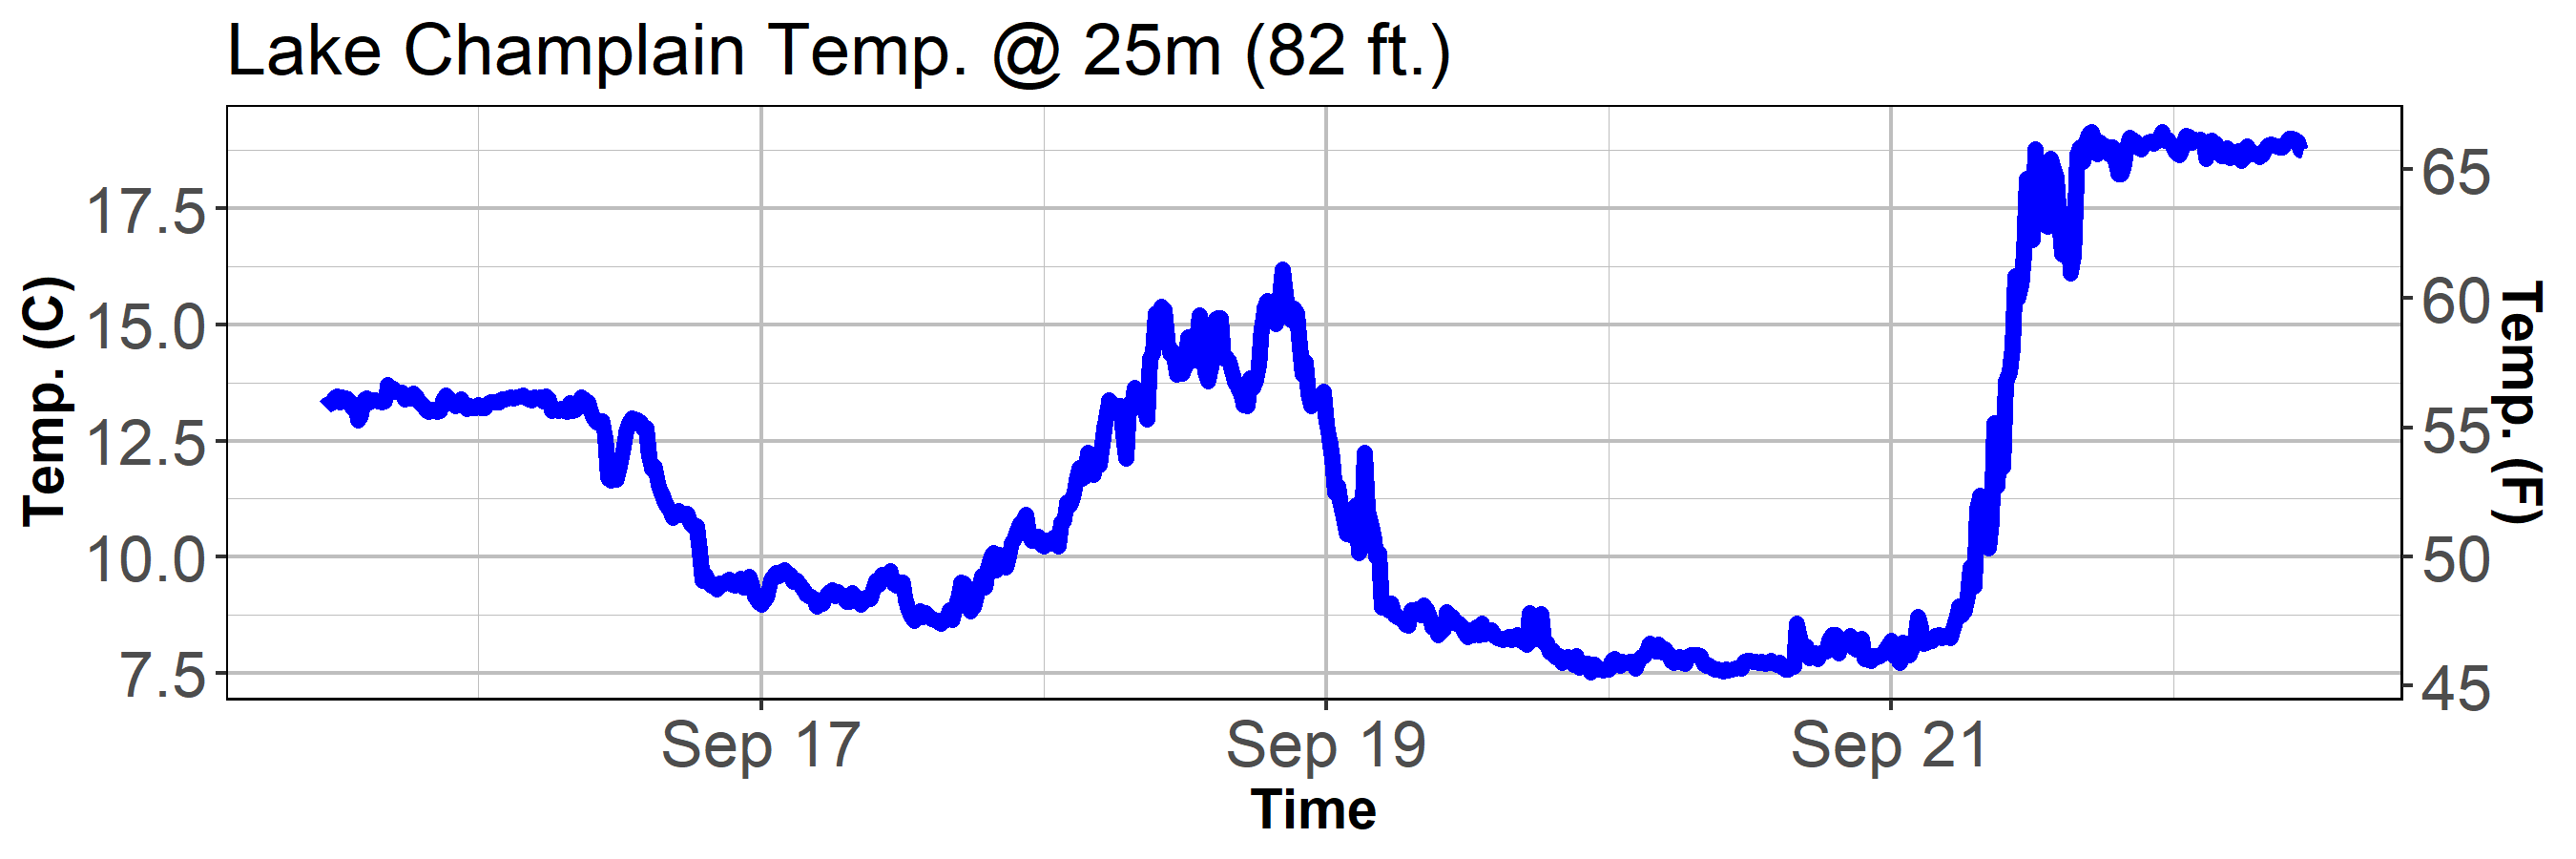 Lake Champlain Temp. @ 25m (82 ft.)
Temp. (C)
17.5
15.0
12.5
10.0
7.5
65
60
55
50
45
Temp. (F)
Sep 17
Sep 19
Sep 21
Time